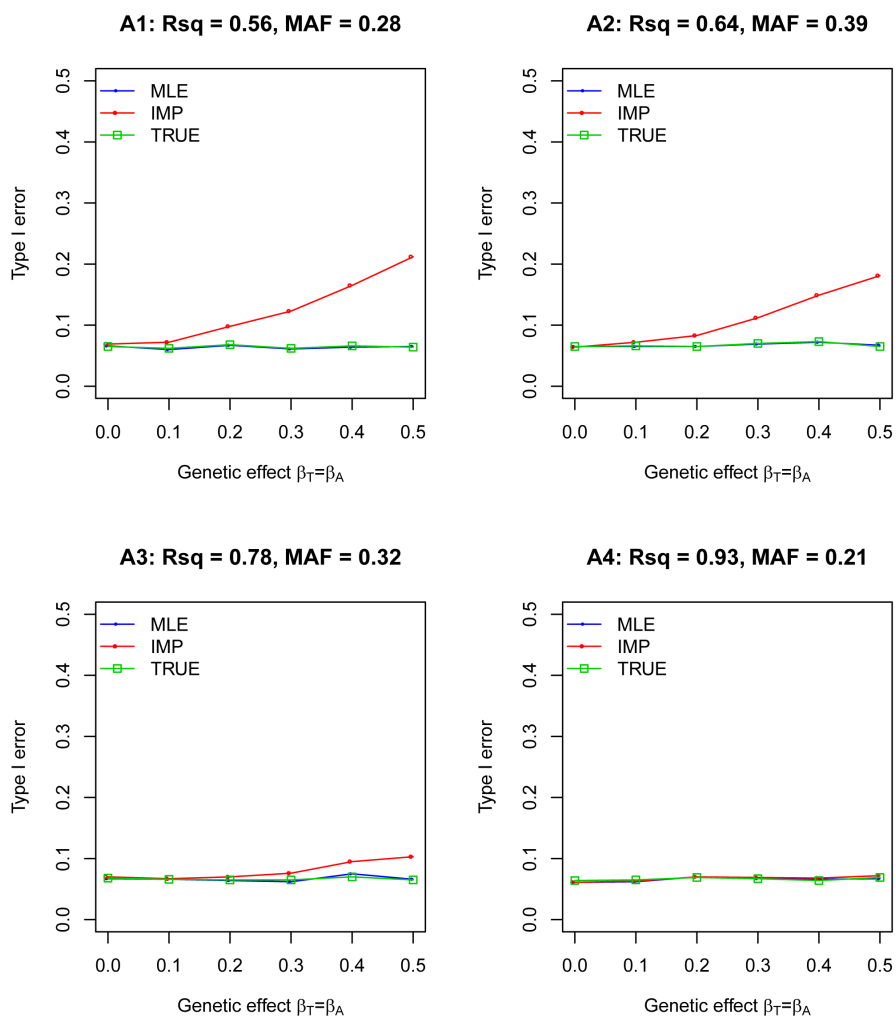 A1: Rsq = 0.56, MAF = 0.28
MLE
IMP
TRUE
Type I error
0.5
0.4
0.3
0.2
0.1
0.0
0.0 0.1 0.2 0.3 0.4 0.5
Genetic effect βT=βA
A2: Rsq = 0.64, MAF = 0.39
MLE
IMP
TRUE
Type I error
0.5
0.4
0.3
0.2
0.1
0.0
0.0 0.1 0.2 0.3 0.4 0.5
Genetic effect βT=βA
A3: Rsq = 0.78, MAF = 0.32
MLE
IMP
TRUE
Type I error
0.5
0.4
0.3
0.2
0.1
0.0
0.0 0.1 0.2 0.3 0.4 0.5
Genetic effect βT=βA
A4: Rsq = 0.93, MAF = 0.21
MLE
IMP
TRUE
Type I error
0.5
0.4
0.3
0.2
0.1
0.0
0.0 0.1 0.2 0.3 0.4 0.5
Genetic effect βT=βA